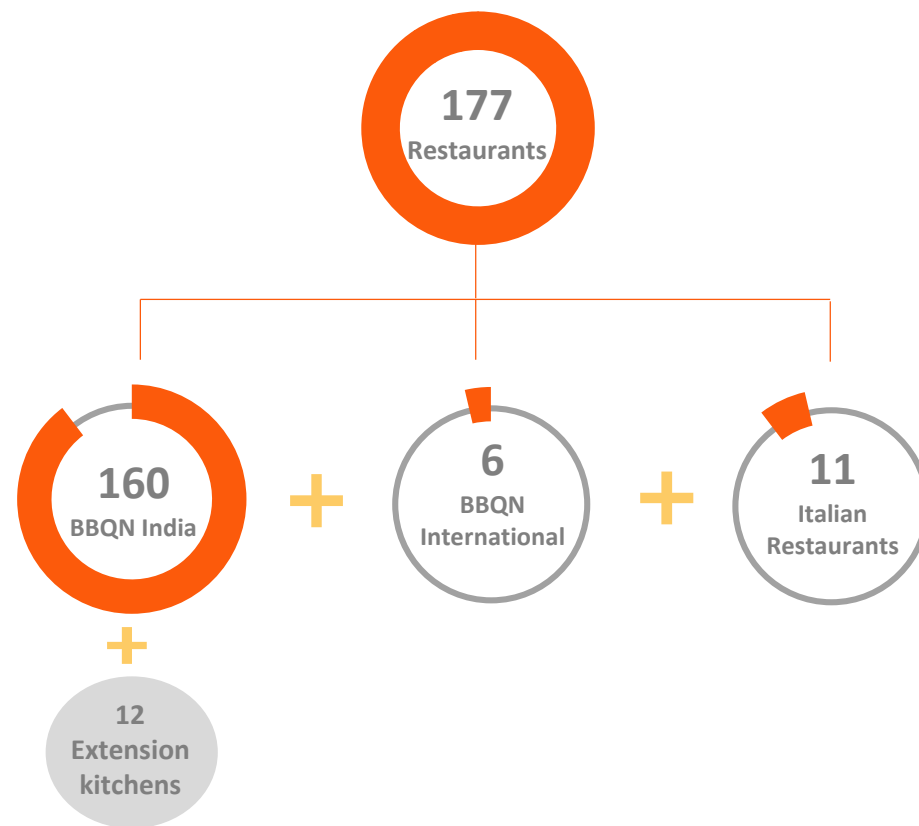 177
Restaurants
160
BBQN India
+
6
BBQN
International
+
11
Italian
Restaurants
+
12
Extension
kitchens